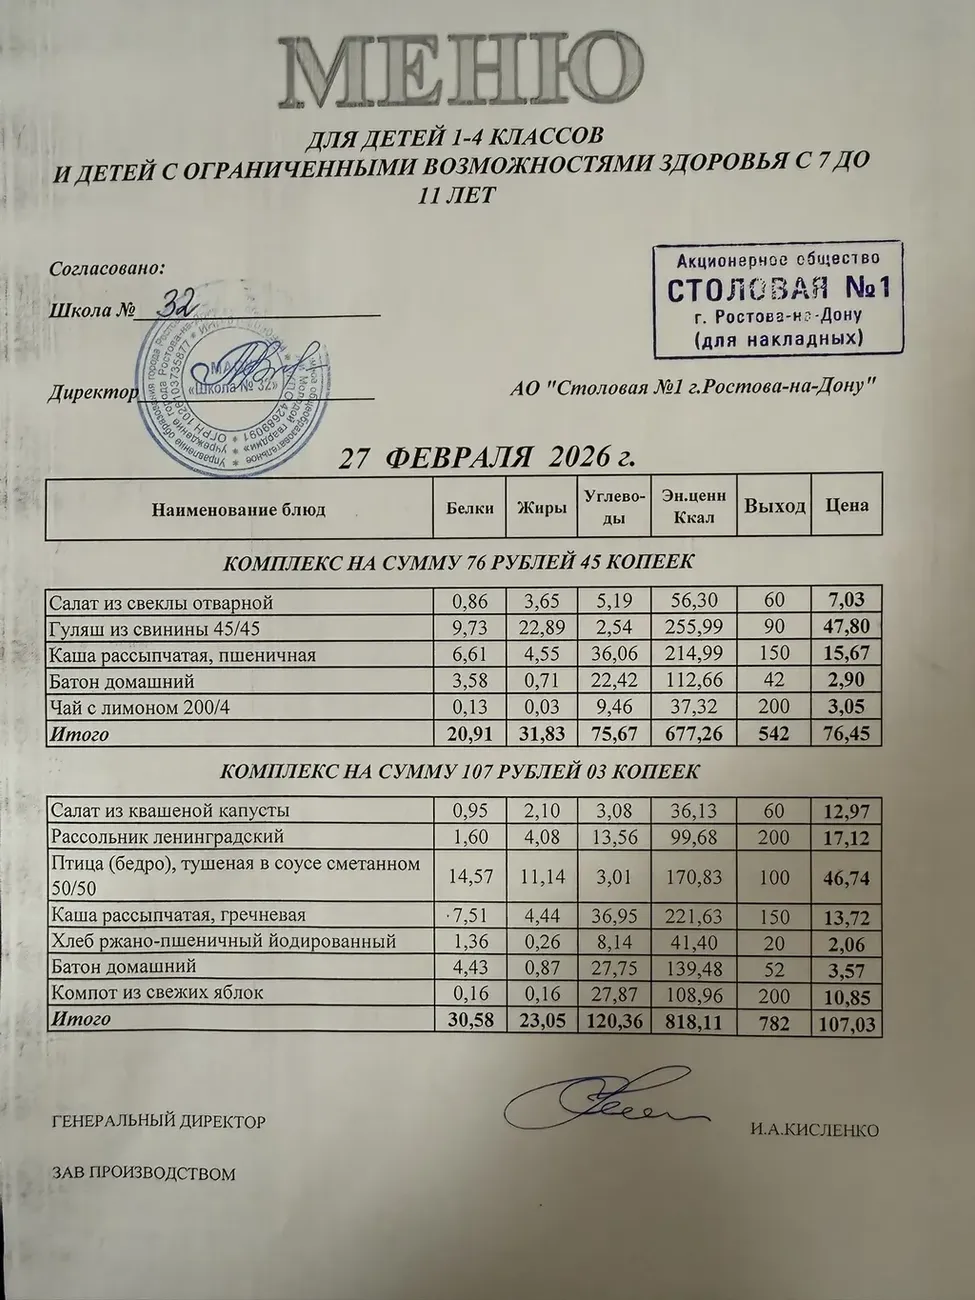 МЕНЮ
ДЛЯ ДЕТЕЙ 1-4 КЛАССОВ
И ДЕТЕЙ С ОГРАНИЧЕННЫМИ ВОЗМОЖНОСТЯМИ ЗДОРОВЬЯ С 7 ДО
11 ЛЕТ
Согласовано:
Школа № 32
Директор
«Школа № 32»
Акционерное общество
СТОЛОВАЯ №1
г. Ростова-на-Дону
(для накладных)
АО "Столовая №1 г.Ростова-на-Дону"
27 ФЕВРАЛЯ 2026 г.
Наименование блюд Белки Жиры Углево-ды Эн.ценн Ккал Выход Цена
КОМПЛЕКС НА СУММУ 76 РУБЛЕЙ 45 КОПЕЕК
Салат из свеклы отварной 0,86 3,65 5,19 56,30 60 7,03
Гуляш из свинины 45/45 9,73 22,89 2,54 255,99 90 47,80
Каша рассыпчатая, пшеничная 6,61 4,55 36,06 214,99 150 15,67
Батон домашний 3,58 0,71 22,42 112,66 42 2,90
Чай с лимоном 200/4 0,13 0,03 9,46 37,32 200 3,05
Итого 20,91 31,83 75,67 677,26 542 76,45
КОМПЛЕКС НА СУММУ 107 РУБЛЕЙ 03 КОПЕЕК
Салат из квашеной капусты 0,95 2,10 3,08 36,13 60 12,97
Рассольник ленинградский 1,60 4,08 13,56 99,68 200 17,12
Птица (бедро), тушеная в соусе сметанном
50/50 14,57 11,14 3,01 170,83 100 46,74
Каша рассыпчатая, гречневая 7,51 4,44 36,95 221,63 150 13,72
Хлеб ржано-пшеничный йодированный 1,36 0,26 8,14 41,40 20 2,06
Батон домашний 4,43 0,87 27,75 139,48 52 3,57
Компот из свежих яблок 0,16 0,16 27,87 108,96 200 10,85
Итого 30,58 23,05 120,36 818,11 782 107,03
ГЕНЕРАЛЬНЫЙ ДИРЕКТОР И.А.КИСЛЕНКО
ЗАВ ПРОИЗВОДСТВОМ